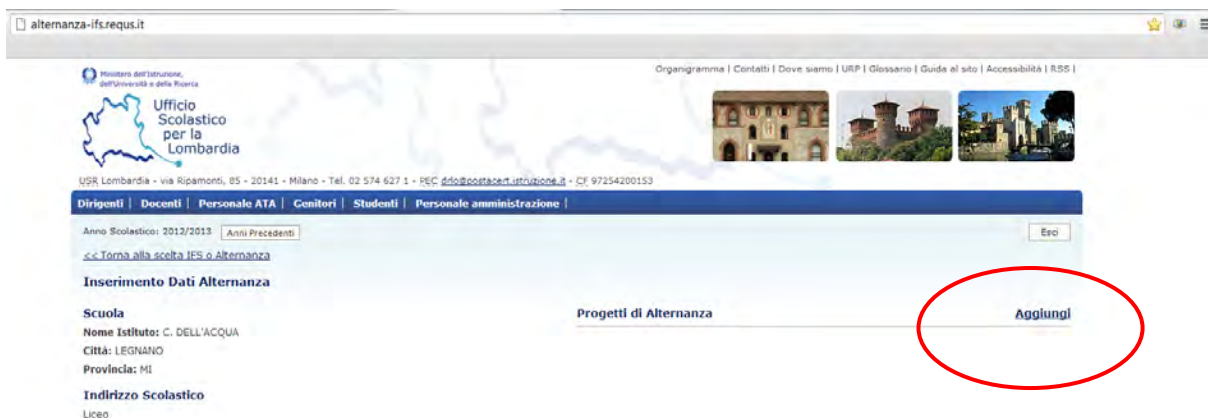 alternanza-ifs.requs.it
Ministero dell'Istruzione,
dell'Università e della Ricerca
Organigramma | Contatti | Dove siamo | URP | Glossario | Guida al sito | Accessibilità | RSS |
Ufficio
Scolastico
per la
Lombardia
USR Lombardia - via Ripamonti, 85 - 20141 - Milano - Tel. 02 574 627 1 - PEC drlo@postacert.istruzione.it - CF 97254200153
Dirigenti | Docenti | Personale ATA | Genitori | Studenti | Personale amministrazione |
Anno Scolastico: 2012/2013 Anni Precedenti Esci
<< Torna alla scelta IFS o Alternanza
Inserimento Dati Alternanza
Scuola Progetti di Alternanza Aggiungi
Nome Istituto: C. DELL'ACQUA
Città: LEGNANO
Provincia: MI
Indirizzo Scolastico
Liceo